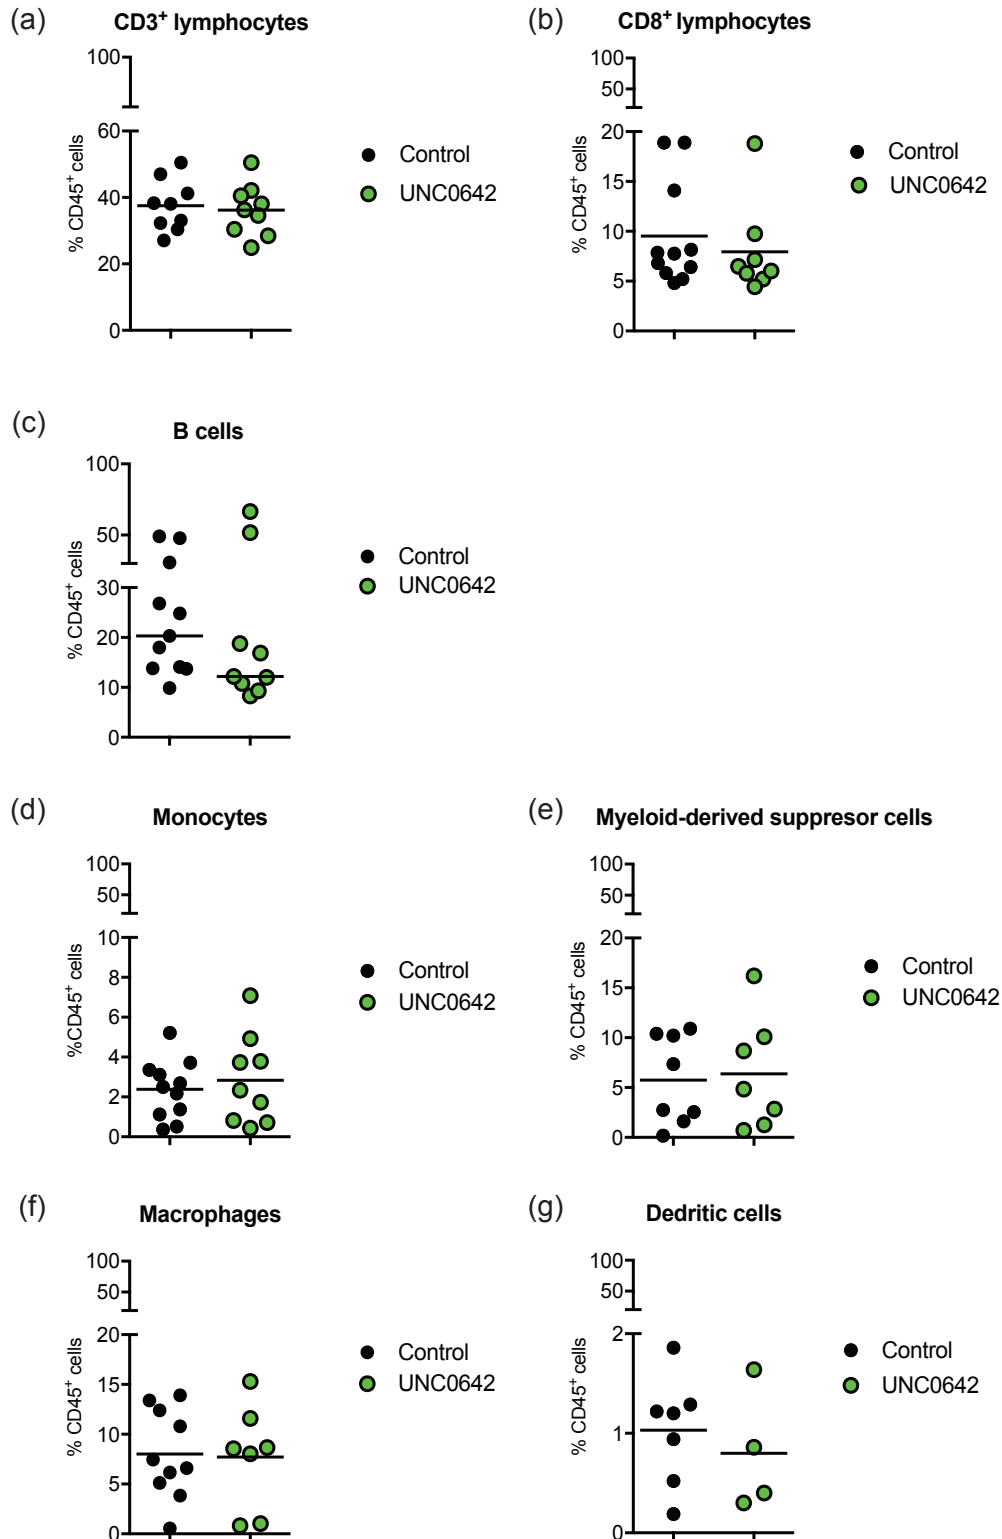 (a)
CD3+ lymphocytes
100
60
40
20
0
% CD45+ cells
Control
UNC0642
(b)
CD8+ lymphocytes
100
50
20
15
10
5
0
% CD45+ cells
Control
UNC0642
(c)
B cells
100
50
30
20
10
0
% CD45+ cells
Control
UNC0642
(d)
Monocytes
100
50
10
8
6
4
2
0
%CD45+ cells
Control
UNC0642
(e)
Myeloid-derived suppresor cells
100
50
20
15
10
5
0
% CD45+ cells
Control
UNC0642
(f)
Macrophages
100
50
20
15
10
5
0
% CD45+ cells
Control
UNC0642
(g)
Dedritic cells
100
50
2
1
0
% CD45+ cells
Control
UNC0642